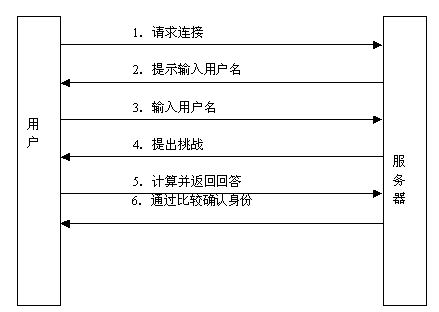 1. 请求连接
2. 提示输入用户名
3. 输入用户名
用户
4. 提出挑战
服务器
5. 计算并返回回答
6. 通过比较确认身份